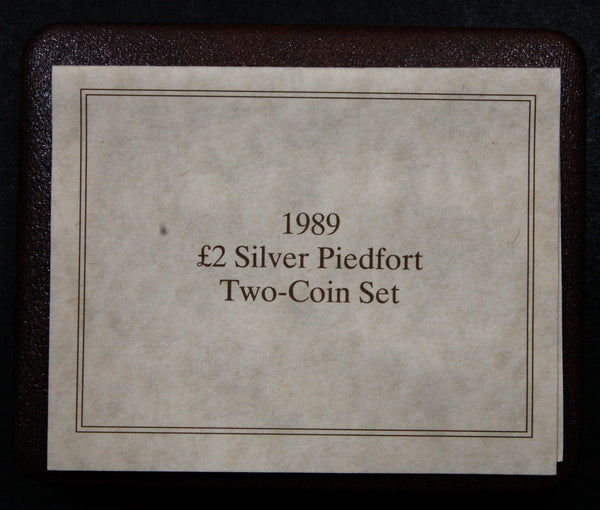 1989
£2 Silver Piedfort
Two-Coin Set